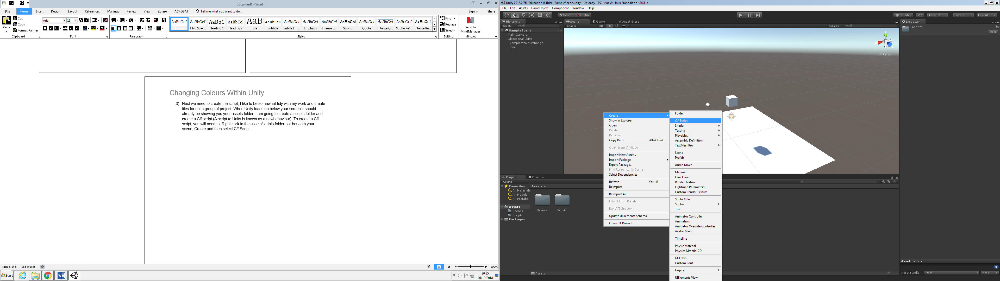 Document1 - Word
File Home Insert Design Layout References Mailings Review View Zotero ACROBAT Tell me what you want to do... Sign in Share
Paste
Cut
Copy
Format Painter
Clipboard
Arial 11
Font
Paragraph
AaBbCcI AaBbCcI AaBbC AaBbCcI AaB AaBbCcD AaBbCcI AaBbCcI AaBbCcI AaBbCcI AaBbCcI AaBbCcI AABBCCI AaBbCcI
¶ No Spac... Heading 1 Heading 2 Title Subtitle Subtle Em... Emphasis Intense E... Strong Quote Intense Q... Subtle Ref... Intense Re...
Styles
Find
Replace
Select
Editing
Send to
MindManager
Mindjet
Changing Colours Within Unity
3) Next we need to create the script, I like to be somewhat tidy with my work and create
files for each group of project. When Unity loads up below your screen it should
already be showing you your assets folder, I am going to create a scripts folder and
create a C# script (A script to Unity is known as a newbehaviour). To create a C#
script, you will need to: Right click in the assets/scripts folder bar beneath your
scene, Create and then select C# Script.
Page 3 of 3 238 words
100%
Start
20:35
26/10/2018
Unity 2018.2.7f1 Education (64bit) - SampleScene.unity - Uploady - PC, Mac & Linux Standalone <DX11>
File Edit Assets GameObject Component Window Help
Center Global
Collab Account Layers Layout
Hierarchy
Create All
SampleScene
Main Camera
Directional Light
Exampleofcolourchange
Plane
Scene Game Asset Store
Shaded 2D Gizmos All
y
Persp
Inspector
Assets
Open
Create
Show in Explorer
Open
Delete
Rename
Copy Path Alt+Ctrl+C
Open Scene Additive
Import New Asset...
Import Package
Export Package...
Find References In Scene
Select Dependencies
Refresh Ctrl+R
Reimport
Reimport All
Extract From Prefab
Run API Updater...
Update UIElements Schema
Open C# Project
Folder
C# Script
Shader
Testing
Playables
Assembly Definition
TextMeshPro
Scene
Prefab
Audio Mixer
Material
Lens Flare
Render Texture
Lightmap Parameters
Custom Render Texture
Sprite Atlas
Sprites
Tile
Animator Controller
Animation
Animator Override Controller
Avatar Mask
Timeline
Physic Material
Physics Material 2D
GUI Skin
Custom Font
Legacy
UIElements View
Project Console
Create
Favorites
All Materials
All Models
All Prefabs
Assets
Scenes
Scripts
Packages
Assets
Scenes Scripts
Assets
Asset Labels
AssetBundle None None